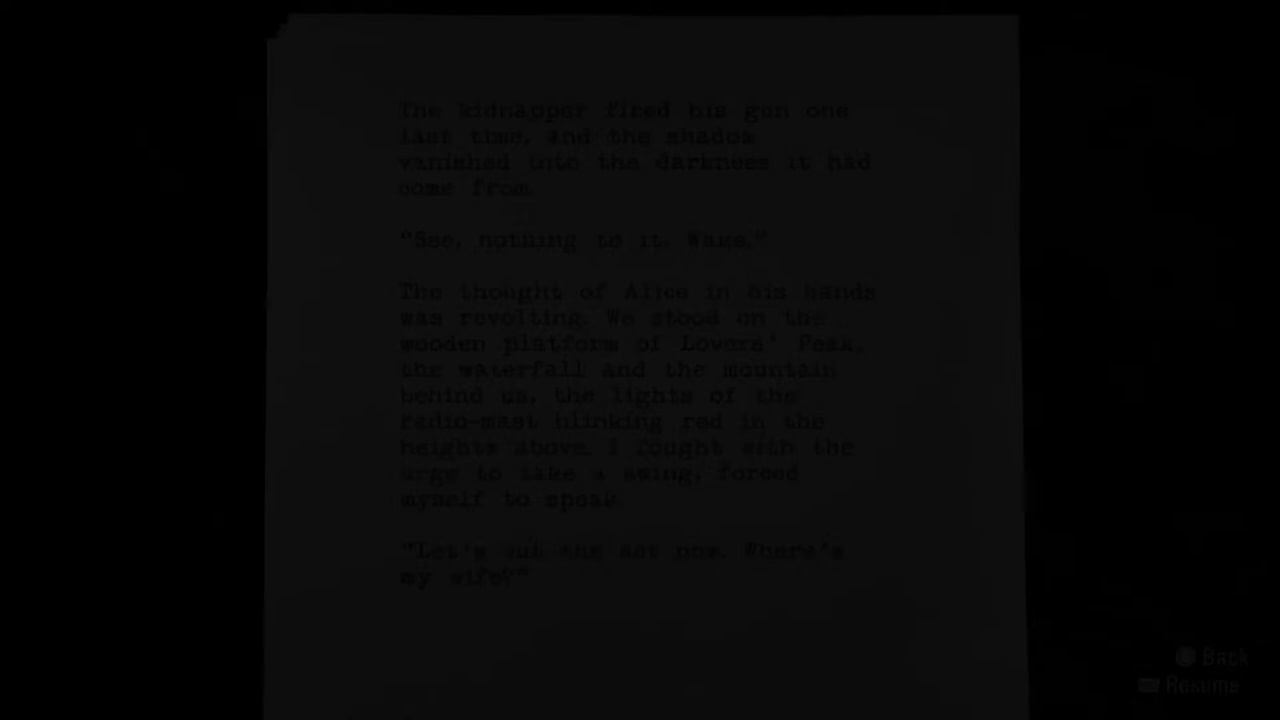 The kidnapper fired his gun one
last time, and the shadow
vanished into the darkness it had
come from.
"See, nothing to it, Wake."
The thought of Alice in his hands
was revolting. We stood on the
wooden platform of Lovers' Peak,
the waterfall and the mountain
behind us, the lights of the
radio-mast blinking red in the
heights above. I fought with the
urge to take a swing, forced
myself to speak.
"Let's cut the act now. Where's
my wife?"
Back
Resume